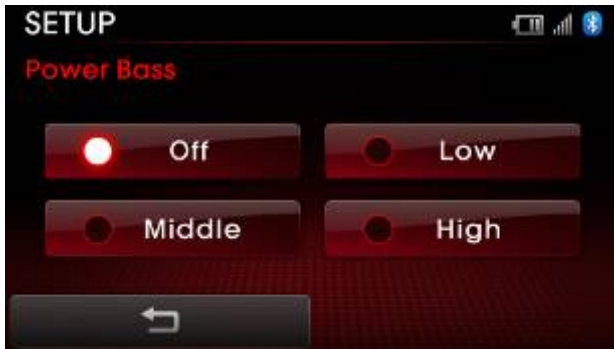 SETUP
Power Bass
Off
Low
Middle
High